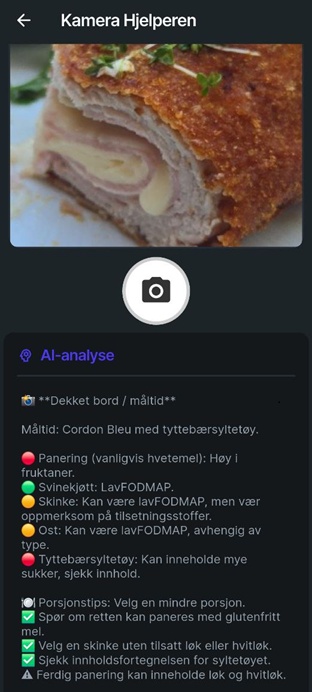 Kamera Hjelperen
AI-analyse
📸 **Dekket bord / måltid**
Måltid: Cordon Bleu med tyttebærsyltetøy.
🔴 Panering (vanligvis hvetemel): Høy i
fruktaner.
🟢 Svinekjøtt: LavFODMAP.
🟡 Skinke: Kan være lavFODMAP, men vær
oppmerksom på tilsetningsstoffer.
🟡 Ost: Kan være lavFODMAP, avhengig av
type.
🔴 Tyttebærsyltetøy: Kan inneholde mye
sukker, sjekk innhold.
🍽️ Porsjonstips: Velg en mindre porsjon.
✅ Spør om retten kan paneres med glutenfritt
mel.
✅ Velg en skinke uten tilsatt løk eller hvitløk.
✅ Sjekk innholdsfortegnelsen for syltetøyet.
⚠ Ferdig panering kan inneholde løk og hvitløk.